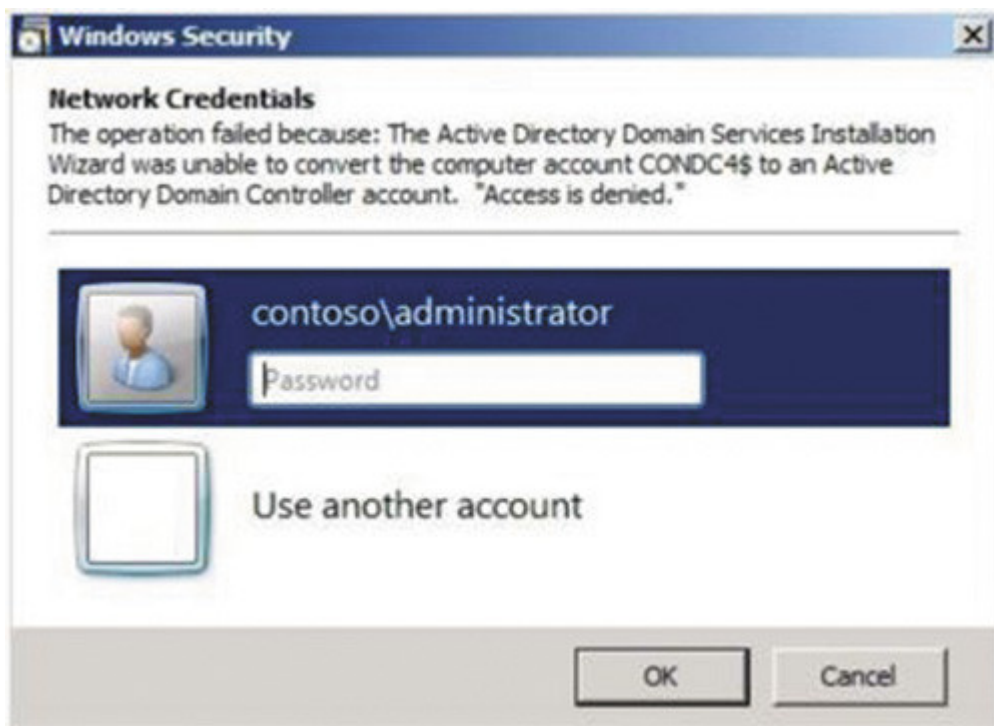 Windows Security
Network Credentials
The operation failed because: The Active Directory Domain Services Installation
Wizard was unable to convert the computer account CONDC4$ to an Active
Directory Domain Controller account.  "Access is denied."
contoso\administrator
Password
Use another account
OK
Cancel